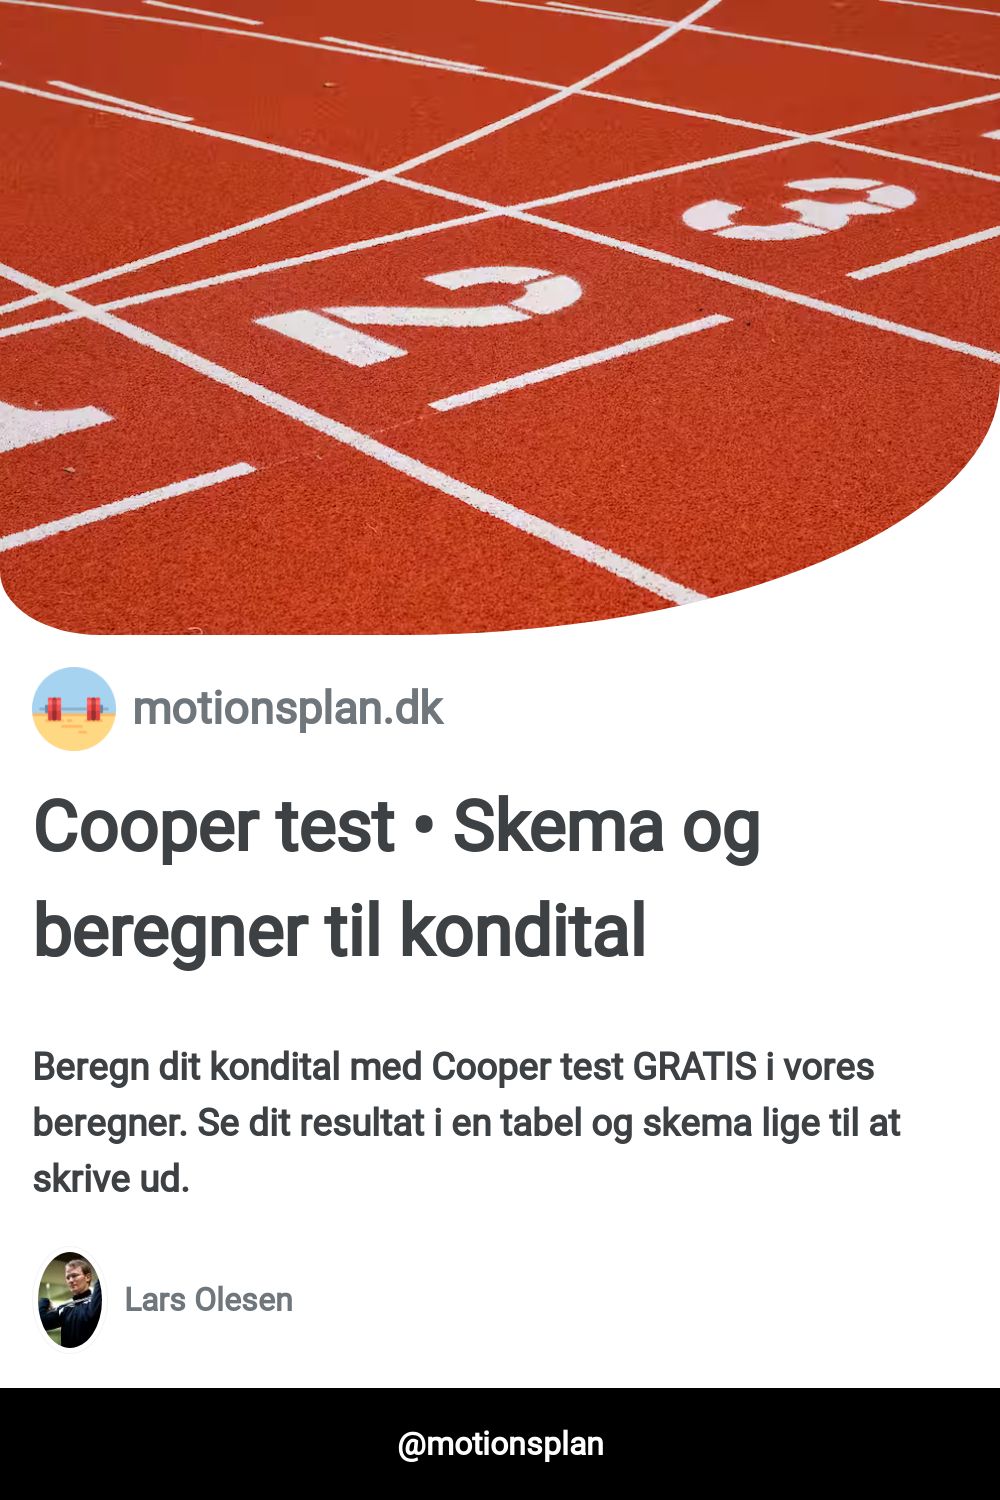 2
3
motionsplan.dk
Cooper test • Skema og
beregner til kondital
Beregn dit kondital med Cooper test GRATIS i vores
beregner. Se dit resultat i en tabel og skema lige til at
skrive ud.
Lars Olesen
@motionsplan